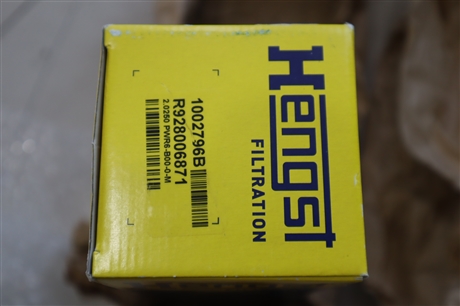 Hengst
FILTRATION
1002796B
R928006871
2.0250 PWR6-B00-0-M